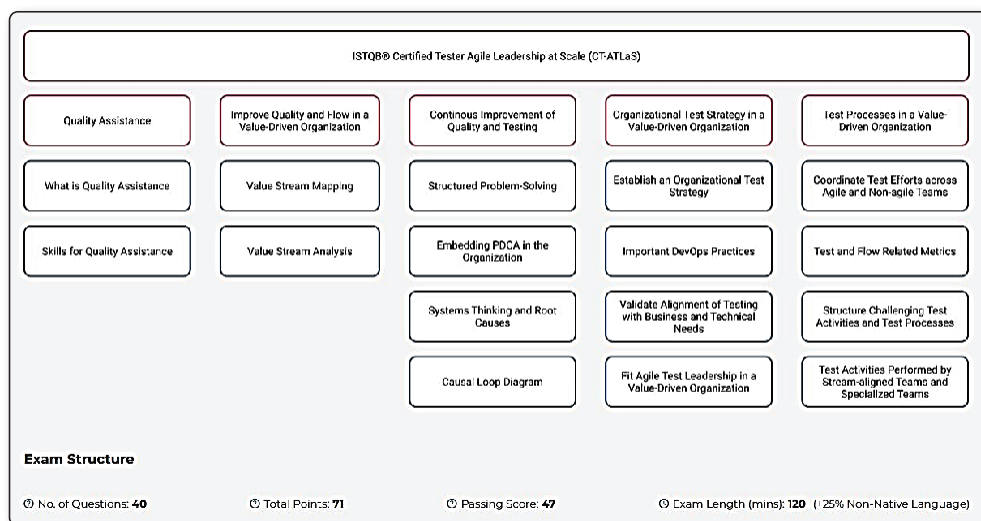 ISTQB® Certified Tester Agile Leadership at Scale (CT-ATLaS)
Quality Assistance
Improve Quality and Flow in a
Value-Driven Organization
Continous Improvement of
Quality and Testing
Organizational Test Strategy in a
Value-Driven Organization
Test Processes in a Value-
Driven Organization
What is Quality Assistance
Value Stream Mapping
Structured Problem-Solving
Establish an Organizational Test
Strategy
Coordinate Test Efforts across
Agile and Non-agile Teams
Skills for Quality Assistance
Value Stream Analysis
Embedding PDCA in the
Organization
Important DevOps Practices
Test and Flow Related Metrics
Systems Thinking and Root
Causes
Validate Alignment of Testing
with Business and Technical
Needs
Structure Challenging Test
Activities and Test Processes
Causal Loop Diagram
Fit Agile Test Leadership in a
Value-Driven Organization
Test Activities Performed by
Stream-aligned Teams and
Specialized Teams
Exam Structure
No. of Questions: 40
Total Points: 71
Passing Score: 47
Exam Length (mins): 120 (+25% Non-Native Language)